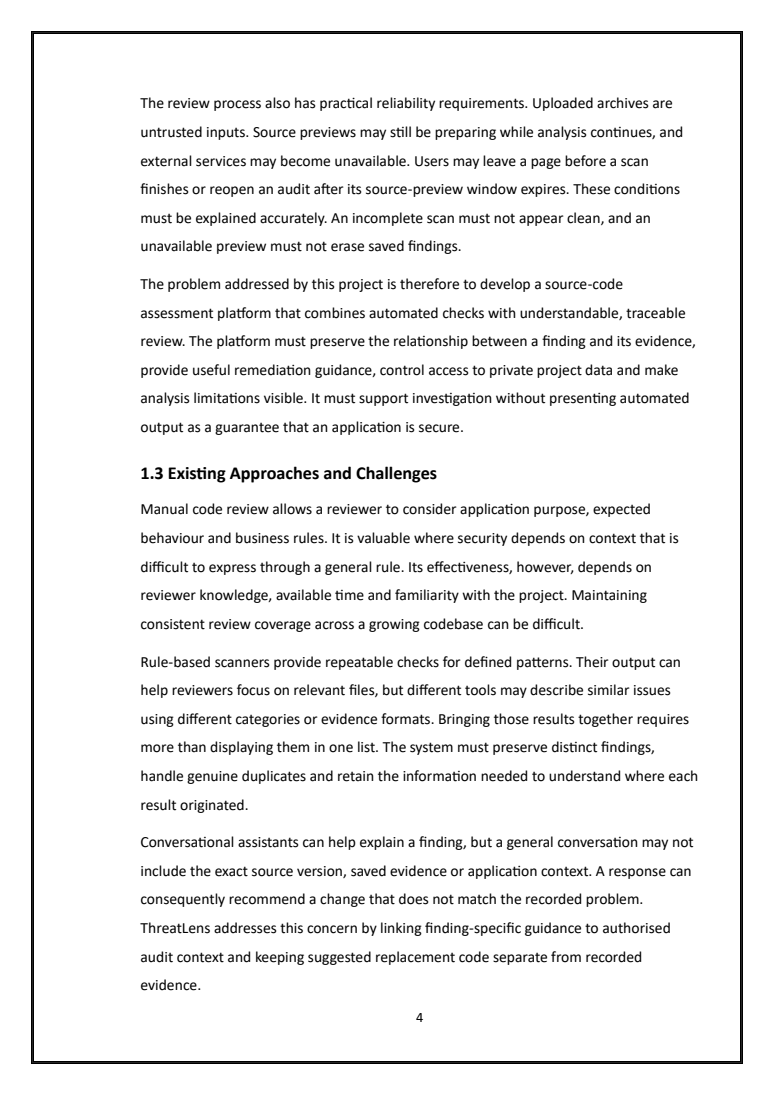 The review process also has practical reliability requirements. Uploaded archives are
untrusted inputs. Source previews may still be preparing while analysis continues, and
external services may become unavailable. Users may leave a page before a scan
finishes or reopen an audit after its source-preview window expires. These conditions
must be explained accurately. An incomplete scan must not appear clean, and an
unavailable preview must not erase saved findings.
The problem addressed by this project is therefore to develop a source-code
assessment platform that combines automated checks with understandable, traceable
review. The platform must preserve the relationship between a finding and its evidence,
provide useful remediation guidance, control access to private project data and make
analysis limitations visible. It must support investigation without presenting automated
output as a guarantee that an application is secure.
1.3 Existing Approaches and Challenges
Manual code review allows a reviewer to consider application purpose, expected
behaviour and business rules. It is valuable where security depends on context that is
difficult to express through a general rule. Its effectiveness, however, depends on
reviewer knowledge, available time and familiarity with the project. Maintaining
consistent review coverage across a growing codebase can be difficult.
Rule-based scanners provide repeatable checks for defined patterns. Their output can
help reviewers focus on relevant files, but different tools may describe similar issues
using different categories or evidence formats. Bringing those results together requires
more than displaying them in one list. The system must preserve distinct findings,
handle genuine duplicates and retain the information needed to understand where each
result originated.
Conversational assistants can help explain a finding, but a general conversation may not
include the exact source version, saved evidence or application context. A response can
consequently recommend a change that does not match the recorded problem.
ThreatLens addresses this concern by linking finding-specific guidance to authorised
audit context and keeping suggested replacement code separate from recorded
evidence.
4